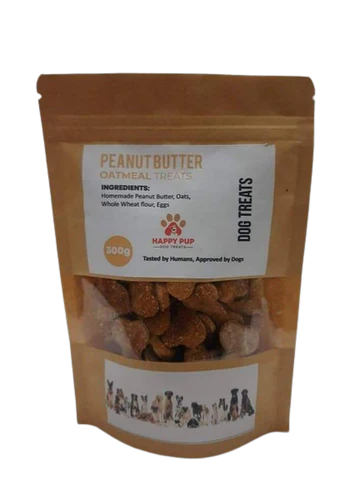 PEANUT BUTTER
OATMEAL TREATS
INGREDIENTS:
Homemade Peanut Butter, Oats,
Whole Wheat flour, Eggs
300g
HAPPY PUP
DOG TREATS
Tasted by Humans, Approved by Dogs
DOG TREATS